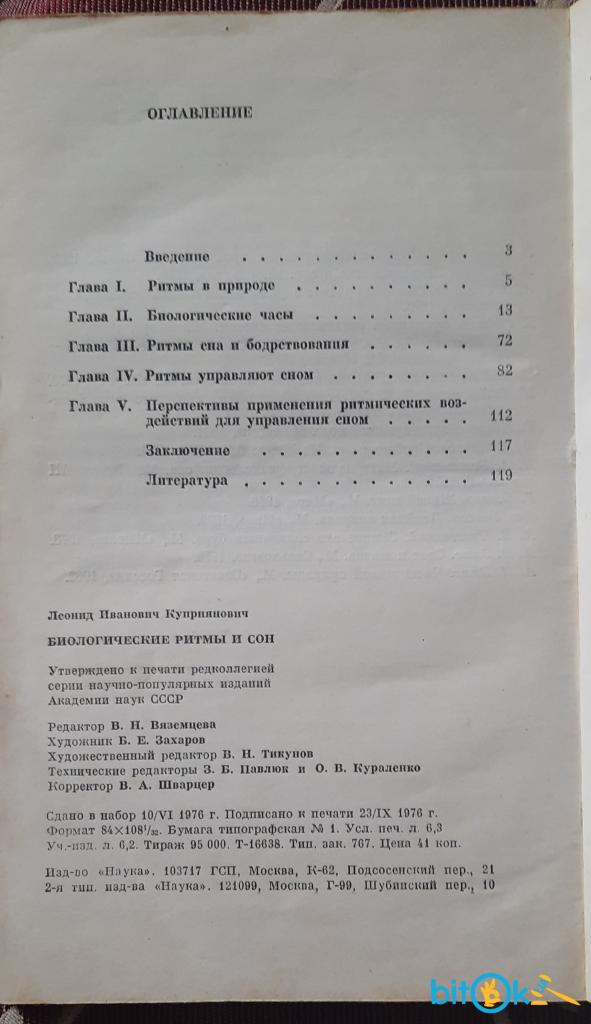 ОГЛАВЛЕНИЕ
Введение . . . . . . . . . . . . . 3
Глава I. Ритмы в природе . . . . . . . . . . 5
Глава II. Биологические часы . . . . . . . . . 13
Глава III. Ритмы сна и бодрствования . . . . . . 72
Глава IV. Ритмы управляют сном . . . . . . . . 82
Глава V. Перспективы применения ритмических воз-
действий для управления сном . . . . . 112
Заключение . . . . . . . . . . . . 117
Литература . . . . . . . . . . . . . 119
Леонид Иванович Куприянович
БИОЛОГИЧЕСКИЕ РИТМЫ И СОН
Утверждено к печати редколлегией
серии научно-популярных изданий
Академии наук СССР
Редактор В. Н. Вяземцева
Художник Б. Е. Захаров
Художественный редактор В. Н. Тикунов
Технические редакторы З. Б. Павлюк и О. В. Кураленко
Корректор В. А. Шварцер
Сдано в набор 10/VI 1976 г. Подписано к печати 23/IX 1976 г.
Формат 84×108¹/₃₂. Бумага типографская № 1. Усл. печ. л. 6,3
Уч.-изд. л. 6,2. Тираж 95 000. Т-16638. Тип. зак. 767. Цена 41 коп.
Изд-во «Наука». 103717 ГСП, Москва, К-62, Подсосенский пер., 21
2-я тип. изд-ва «Наука». 121099, Москва, Г-99, Шубинский пер., 10
bitok